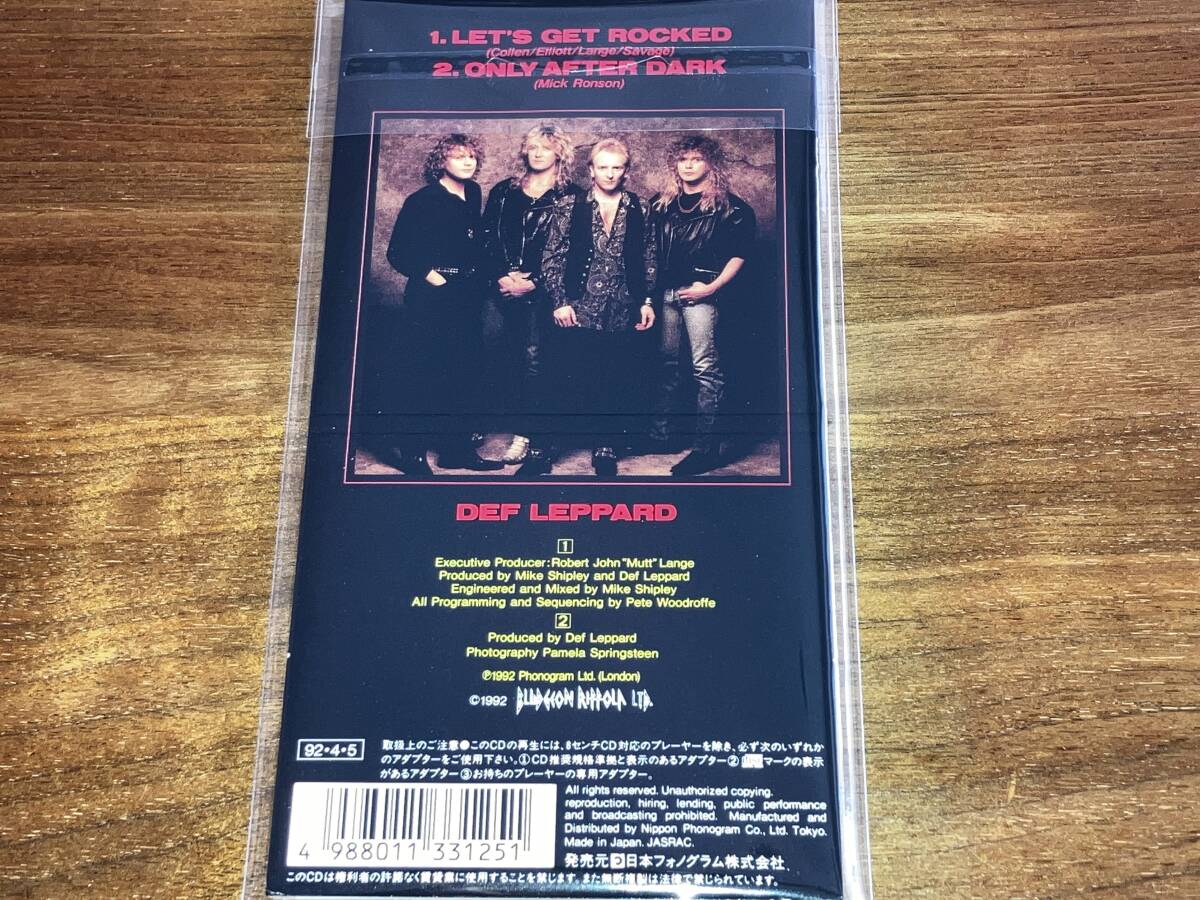 1. LET'S GET ROCKED
(Collen/Elliott/Lange/Savage)
2. ONLY AFTER DARK
(Mick Ronson)
DEF LEPPARD
1
Executive Producer:Robert John "Mutt" Lange
Produced by Mike Shipley and Def Leppard
Engineered and Mixed by Mike Shipley
All Programming and Sequencing by Pete Woodroffe
2
Produced by Def Leppard
Photography Pamela Springsteen
℗1992 Phonogram Ltd. (London)
©1992 BLUDGEON RIFFOLA LTD.
92・4・5
取扱上のご注意●このCDの再生には、8センチCD対応のプレーヤーを除き、必ず次のいずれか
のアダプターをご使用下さい。①CD推奨規格準拠と表示のあるアダプター②マークの表示
があるアダプター③お持ちのプレーヤーの専用アダプター。
All rights reserved. Unauthorized copying.
reproduction, hiring, lending, public performance
and broadcasting prohibited. Manufactured and
Distributed by Nippon Phonogram Co., Ltd. Tokyo.
Made in Japan. JASRAC.
発売元 日本フォノグラム株式会社.
4 988011 331251
このCDは権利者の許諾なく賃貸業に使用することを禁じます。また無断複製は法律で禁じられています。